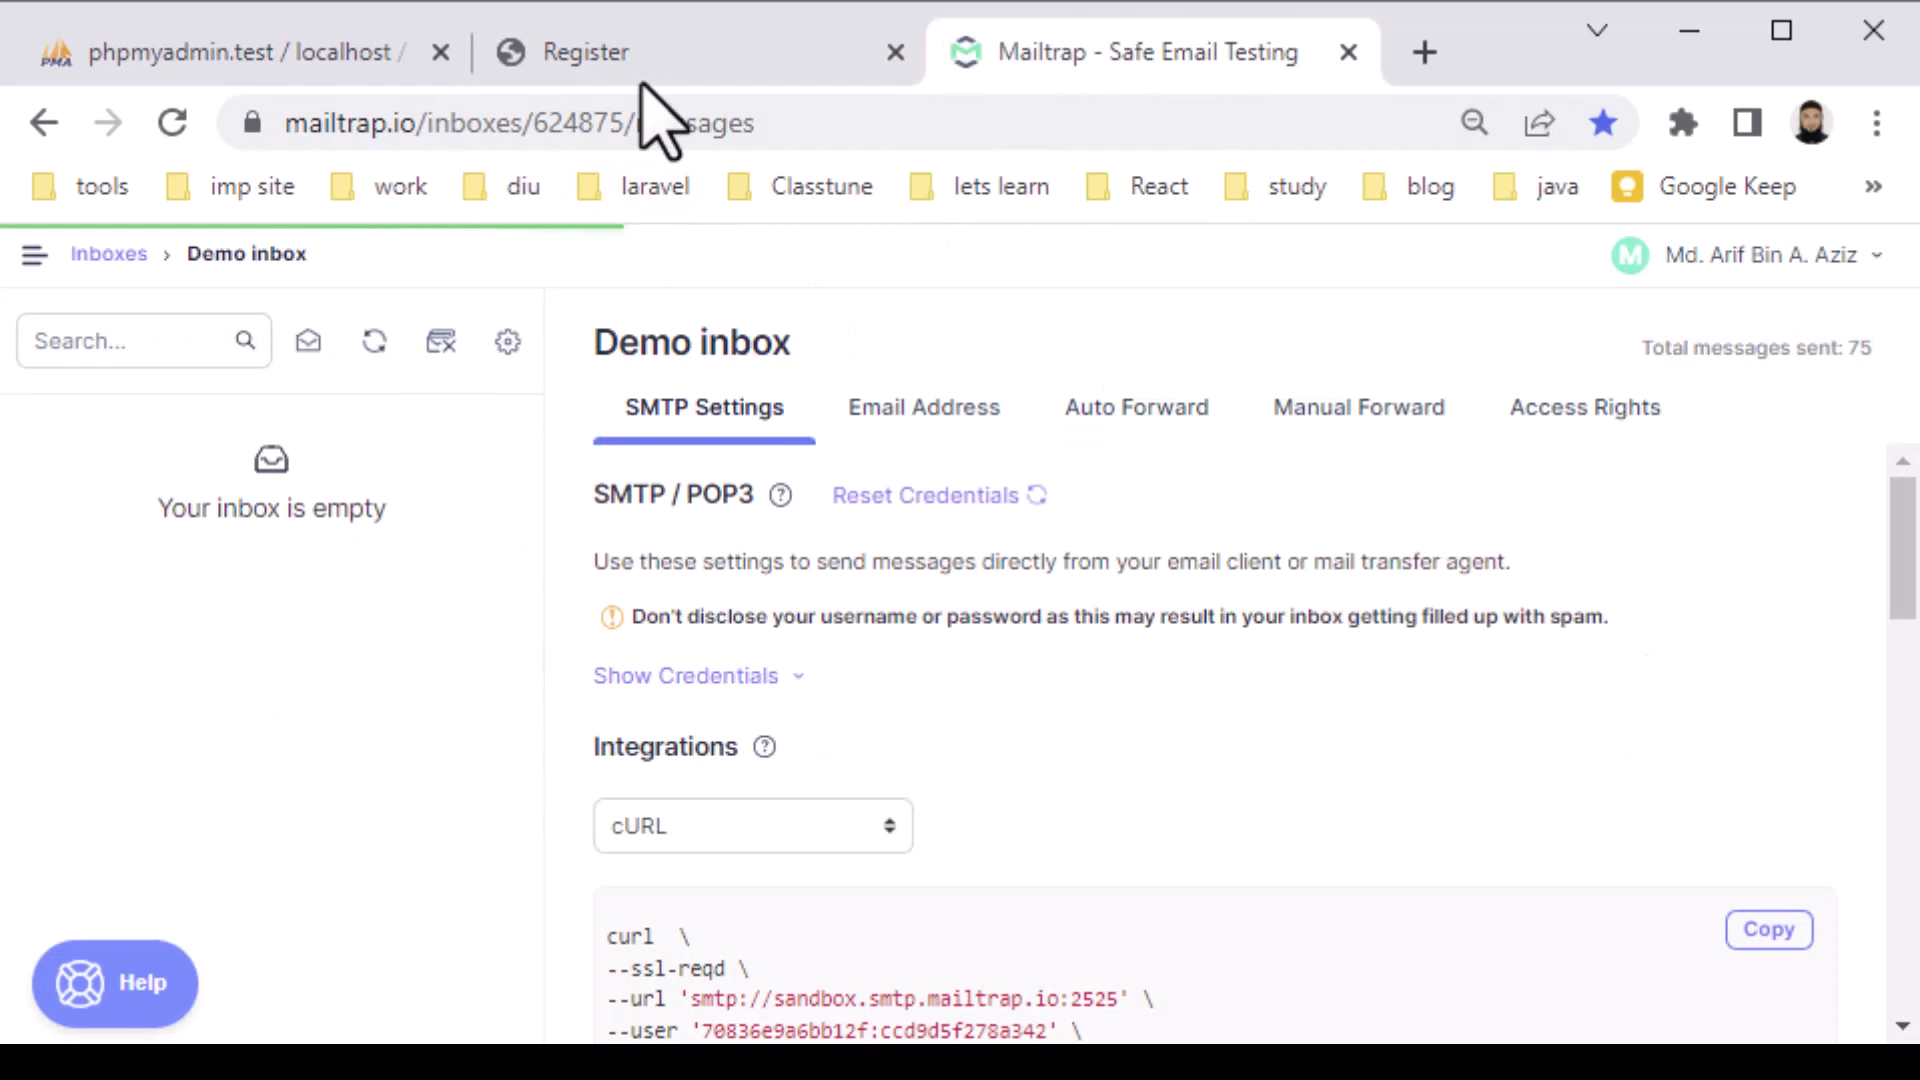 phpmyadmin.test / localhost /
Register
Mailtrap - Safe Email Testing
mailtrap.io/inboxes/624875/ sages
tools
imp site
work
diu
laravel
Classtune
lets learn
React
study
blog
java
Google Keep
Inboxes > Demo inbox
M Md. Arif Bin A. Aziz
Search...
Demo inbox
Total messages sent: 75
SMTP Settings
Email Address
Auto Forward
Manual Forward
Access Rights
Your inbox is empty
SMTP / POP3
Reset Credentials
Use these settings to send messages directly from your email client or mail transfer agent.
Don't disclose your username or password as this may result in your inbox getting filled up with spam.
Show Credentials
Integrations
cURL
Copy
curl \
--ssl-reqd \
--url 'smtp://sandbox.smtp.mailtrap.io:2525' \
--user '70836e9a6bb12f:ccd9d5f278a342' \
Help